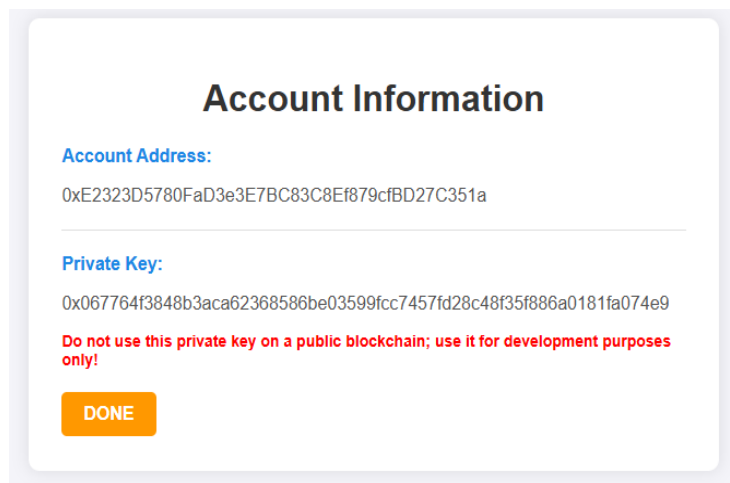 Account Information
Account Address:
0xE2323D5780FaD3e3E7BC83C8Ef879cfBD27C351a
Private Key:
0x067764f3848b3aca62368586be03599fcc7457fd28c48f35f886a0181fa074e9
Do not use this private key on a public blockchain; use it for development purposes
only!
DONE